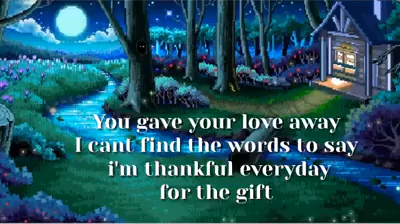 You gave your love away
I cant find the words to say
i'm thankful everyday
for the gift